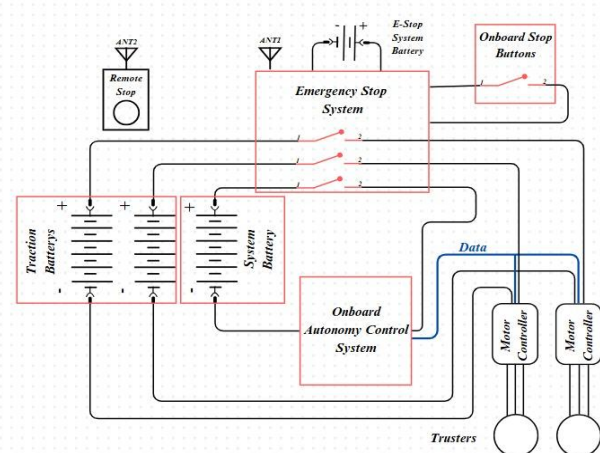 ANT2
Remote
Stop
ANT1
- +
E-Stop
System
Battery
Onboard Stop
Buttons
1 2
Emergency Stop
System
1 2
1 2
1 2
+ + +
Traction
Batterys
System
Battery
- - -
Data
Onboard
Autonomy Control
System
Motor
Controller
Motor
Controller
Trusters